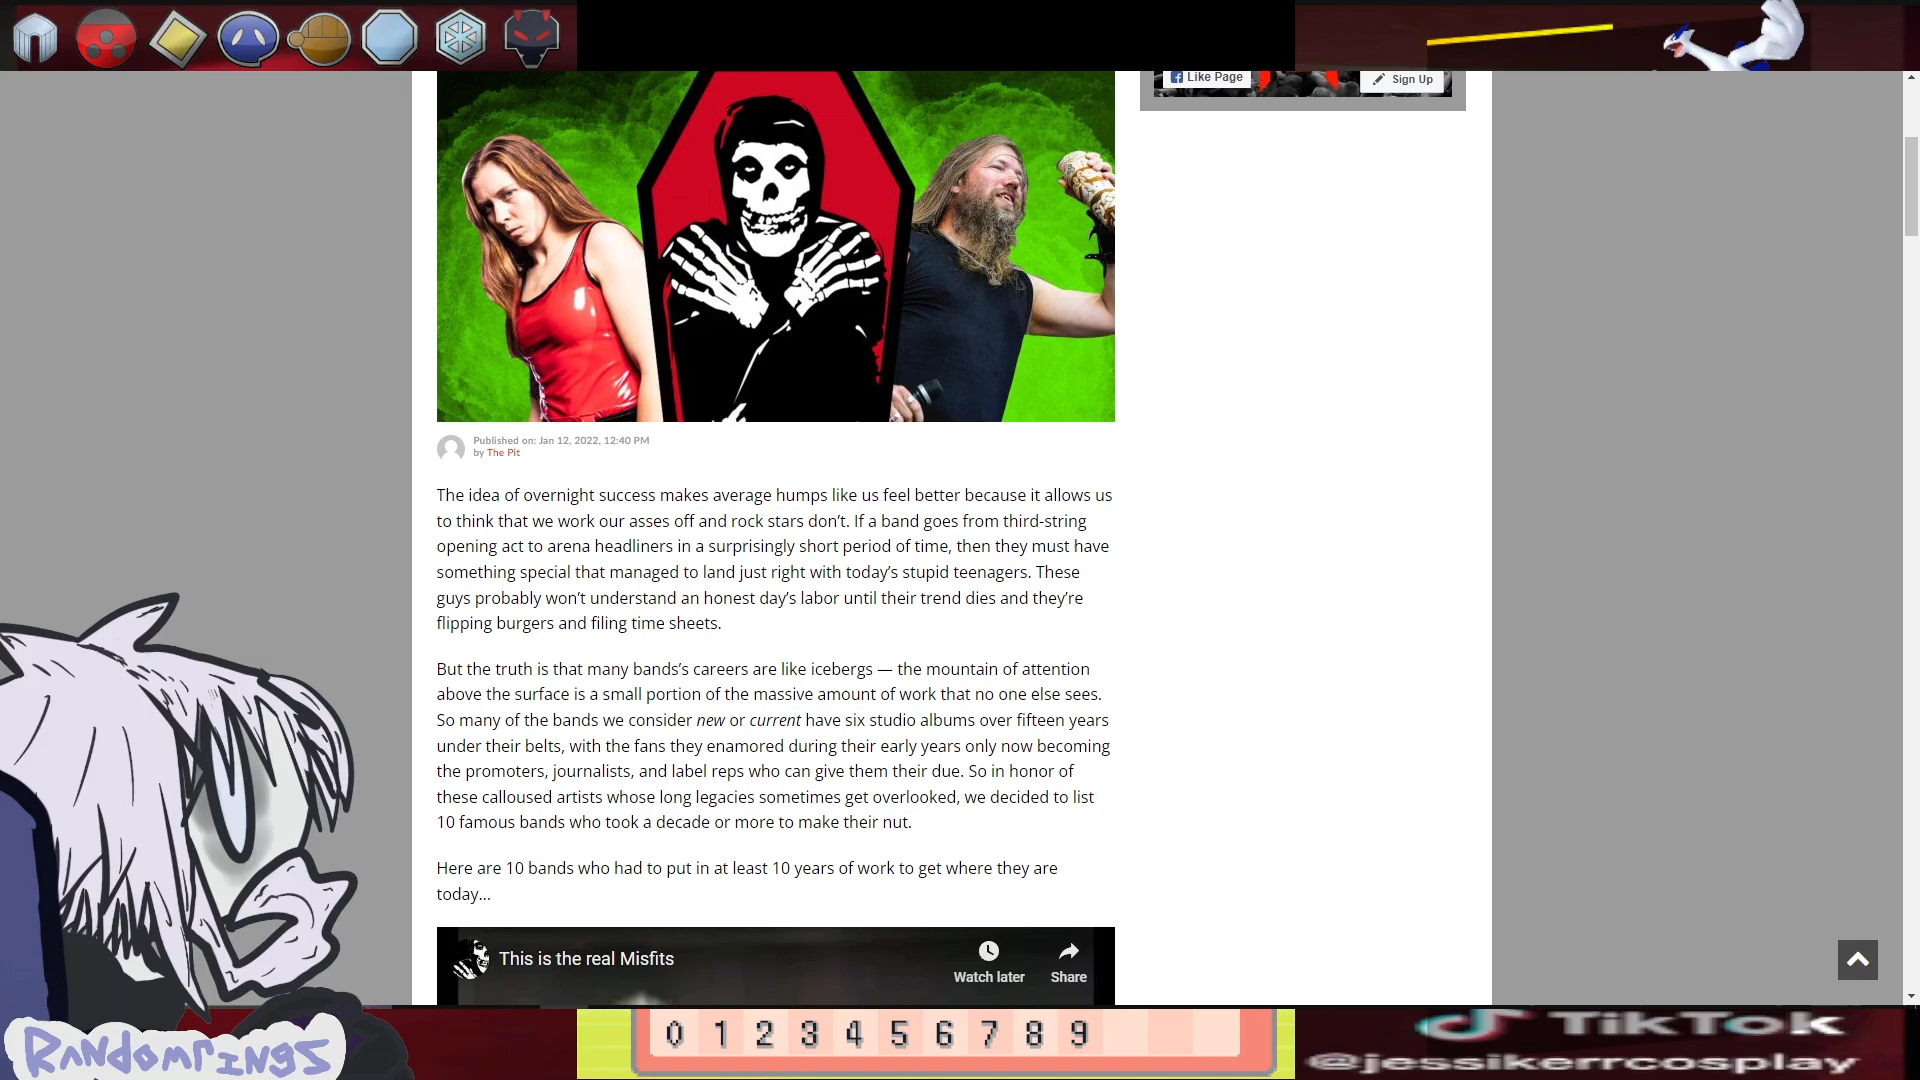 Like Page
Sign Up
Published on: Jan 12, 2022, 12:40 PM
by The Pit
The idea of overnight success makes average humps like us feel better because it allows us
to think that we work our asses off and rock stars don’t. If a band goes from third-string
opening act to arena headliners in a surprisingly short period of time, then they must have
something special that managed to land just right with today’s stupid teenagers. These
guys probably won’t understand an honest day’s labor until their trend dies and they’re
flipping burgers and filing time sheets.
But the truth is that many bands’s careers are like icebergs — the mountain of attention
above the surface is a small portion of the massive amount of work that no one else sees.
So many of the bands we consider new or current have six studio albums over fifteen years
under their belts, with the fans they enamored during their early years only now becoming
the promoters, journalists, and label reps who can give them their due. So in honor of
these calloused artists whose long legacies sometimes get overlooked, we decided to list
10 famous bands who took a decade or more to make their nut.
Here are 10 bands who had to put in at least 10 years of work to get where they are
today...
This is the real Misfits
Watch later
Share
RANDOMRINGS
0 1 2 3 4 5 6 7 8 9
TikTok
@jessikerrcosplay